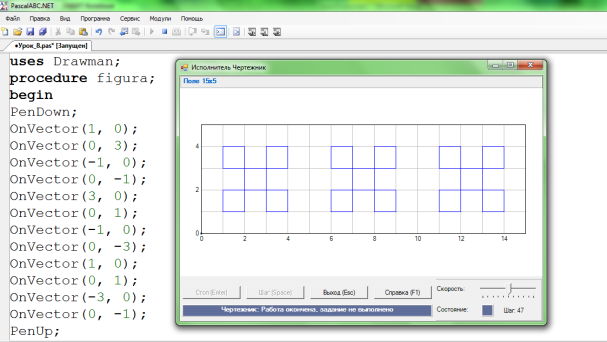 PascalABC.NET
Файл Правка Вид Програма Сервис Модули Помощь
•Урок_8.pas* [Запущен]
uses Drawman;
procedure figura;
begin
PenDown;
OnVector(1, 0);
OnVector(0, 3);
OnVector(-1, 0);
OnVector(0, -1);
OnVector(3, 0);
OnVector(0, 1);
OnVector(-1, 0);
OnVector(0, -3);
OnVector(1, 0);
OnVector(0, 1);
OnVector(-3, 0);
OnVector(0, -1);
PenUp;
Исполнитель Чертежник
Поле 15x5
4
2
0
0 2 4 6 8 10 12 14
Стоп (Enter) Шаг (Space) Выход (Esc) Справка (F1)
Скорость:
Чертежник: Работа окончена, задание не выполнено
Состояние: Шаг: 47